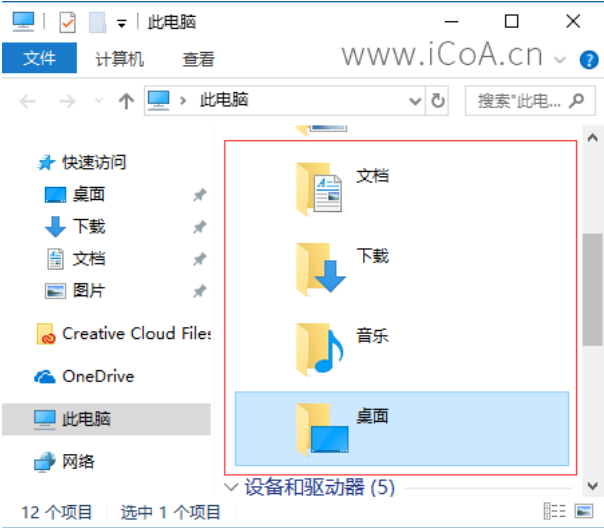 此电脑
文件 计算机 查看
www.iCoA.cn
此电脑 搜索"此电...
快速访问
桌面
下载
文档
图片
Creative Cloud Files
OneDrive
此电脑
网络
文档
下载
音乐
桌面
设备和驱动器 (5)
12 个项目 选中 1 个项目